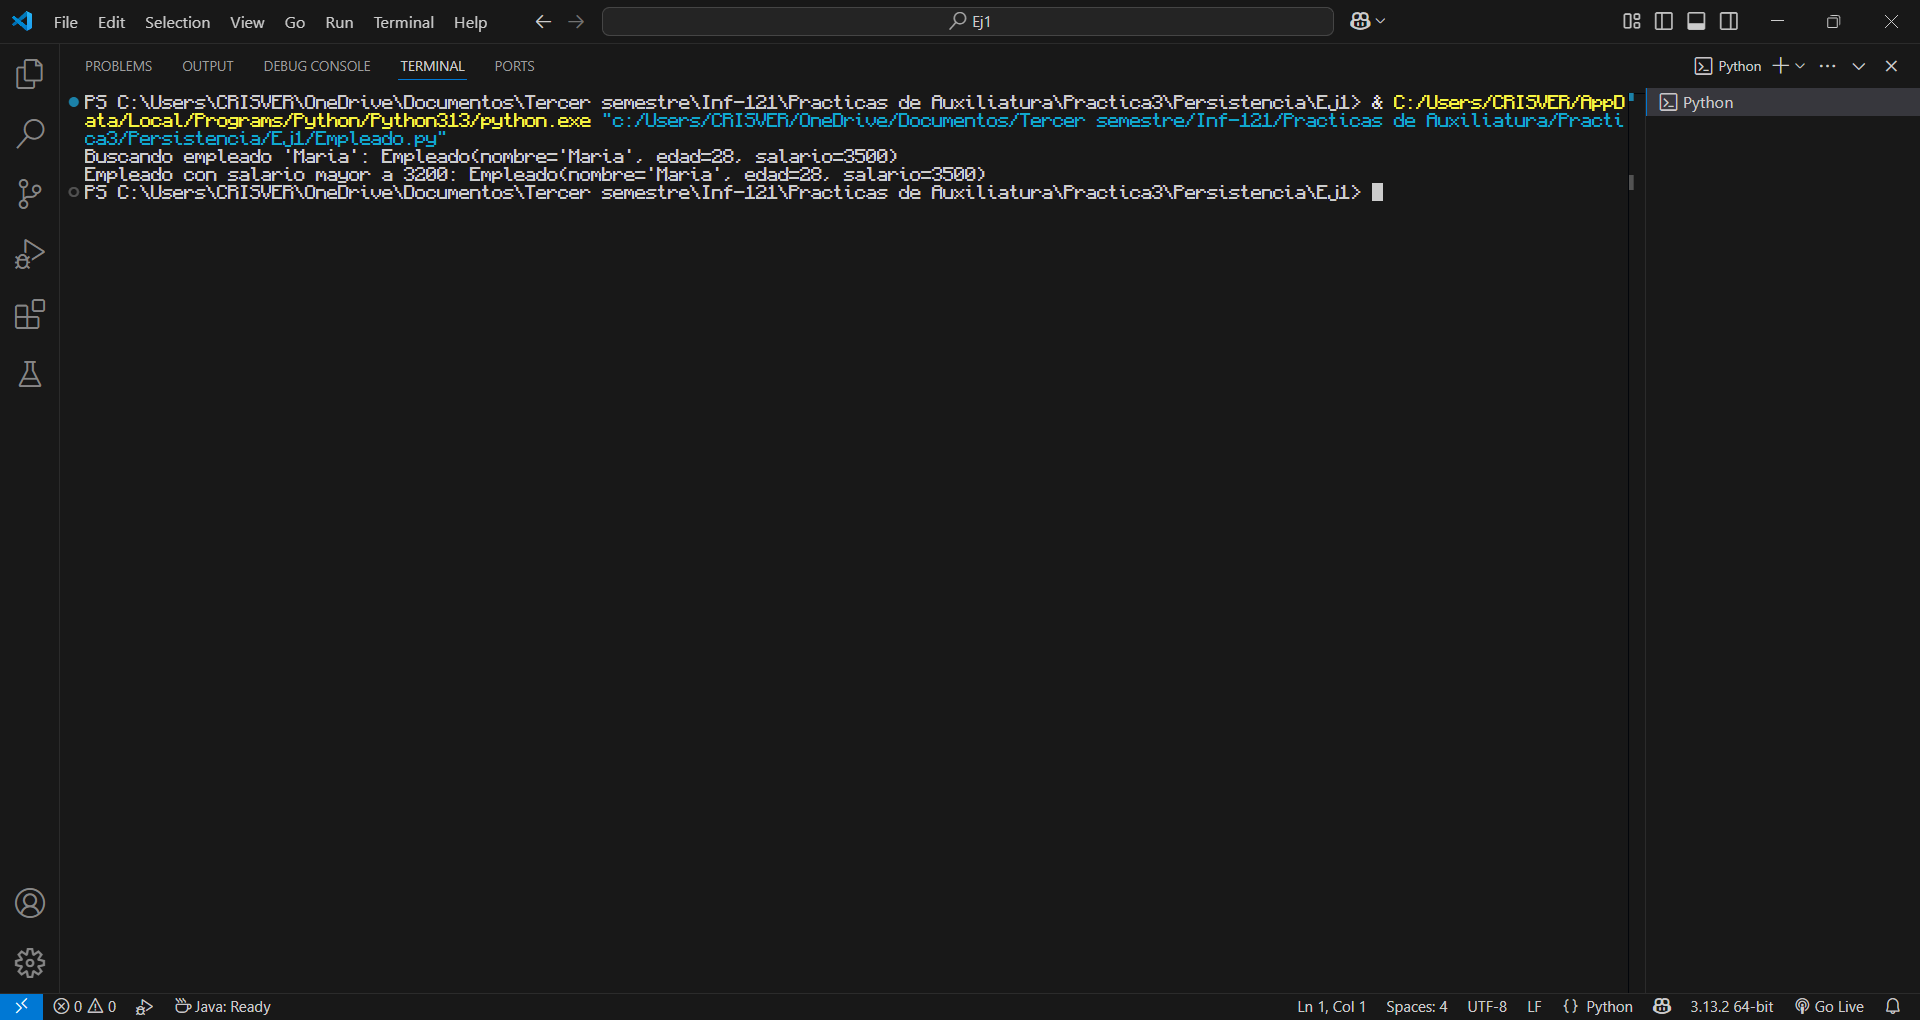 File Edit Selection View Go Run Terminal Help
Ej1
PROBLEMS OUTPUT DEBUG CONSOLE TERMINAL PORTS
Python
PS C:\Users\CRISVER\OneDrive\Documentos\Tercer semestre\Inf-121\Practicas de Auxiliatura\Practica3\Persistencia\Ej1> & C:/Users/CRISVER/AppD
ata/Local/Programs/Python/Python313/python.exe "c:/Users/CRISVER/OneDrive/Documentos/Tercer semestre/Inf-121/Practicas de Auxiliatura/Practi
ca3/Persistencia/Ej1/Empleado.py"
Buscando empleado 'Maria': Empleado(nombre='Maria', edad=28, salario=3500)
Empleado con salario mayor a 3200: Empleado(nombre='Maria', edad=28, salario=3500)
PS C:\Users\CRISVER\OneDrive\Documentos\Tercer semestre\Inf-121\Practicas de Auxiliatura\Practica3\Persistencia\Ej1>
Python
0 0 Java: Ready Ln 1, Col 1 Spaces: 4 UTF-8 LF {} Python 3.13.2 64-bit Go Live